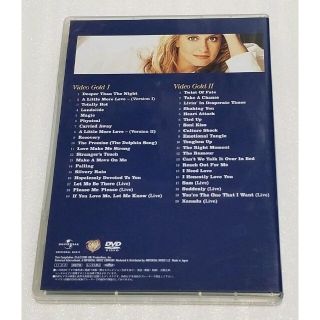 Video Gold I
1 Deeper Than The Night
2 A Little More Love – (Version I)
3 Totally Hot
4 Landslide
5 Magic
6 Physical
7 Carried Away
8 A Little More Love – (Version II)
9 Recovery
10 The Promise (The Dolphin Song)
11 Love Make Me Strong
12 Stranger's Touch
13 Make A Move On Me
14 Falling
15 Silvery Rain
16 Hopelessly Devoted To You
17 Let Me Be There (Live)
18 Please Mr Please (Live)
19 If You Love Me, Let Me Know (Live)
Video Gold II
1 Twist Of Fate
2 Take A Chance
3 Livin' In Desperate Times
4 Shaking You
5 Heart Attack
6 Tied Up
7 Soul Kiss
8 Culture Shock
9 Emotional Tangle
10 Toughen Up
11 The Right Moment
12 The Rumour
13 Can't We Talk It Over In Bed
14 Reach Out For Me
15 I Need Love
16 I Honestly Love You
17 Sam (Live)
18 Suddenly (Live)
19 You're The One That I Want (Live)
20 Xanadu (Live)
UNIVERSAL
DVD
VIDEO